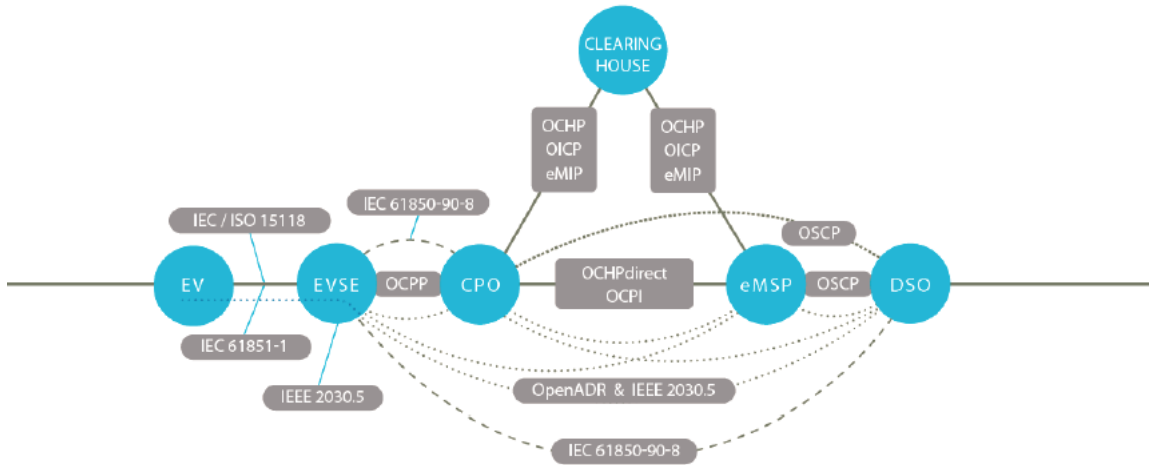 CLEARING
HOUSE
OCHP
OICP
eMIP
OCHP
OICP
eMIP
IEC 61850-90-8
IEC / ISO 15118
OSCP
EV
EVSE
OCPP
CPO
OCHPdirect
OCPI
eMSP
OSCP
DSO
IEC 61851-1
IEEE 2030.5
OpenADR & IEEE 2030.5
IEC 61850-90-8